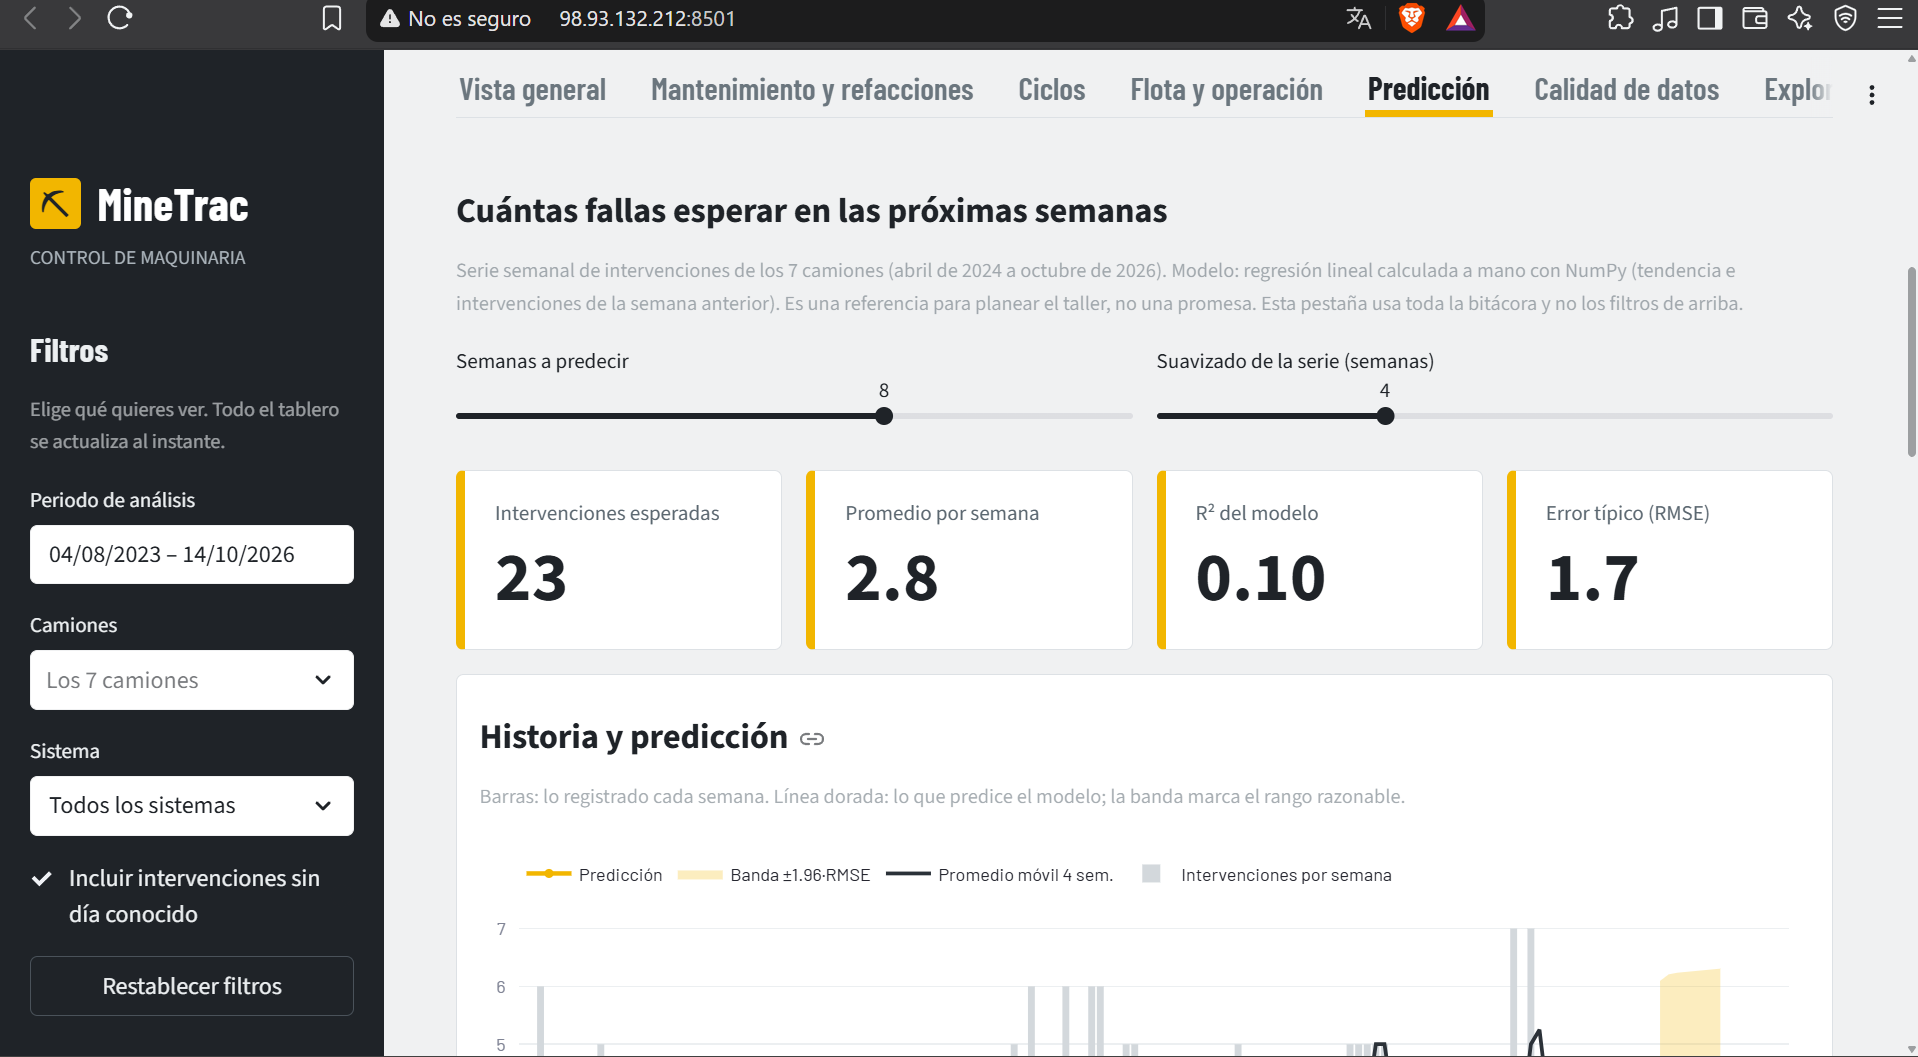 No es seguro 98.93.132.212:8501
Vista general Mantenimiento y refacciones Ciclos Flota y operación Predicción Calidad de datos Explor
MineTrac
CONTROL DE MAQUINARIA
Filtros
Elige qué quieres ver. Todo el tablero
se actualiza al instante.
Periodo de análisis
04/08/2023 – 14/10/2026
Camiones
Los 7 camiones
Sistema
Todos los sistemas
Incluir intervenciones sin
día conocido
Restablecer filtros
Cuántas fallas esperar en las próximas semanas
Serie semanal de intervenciones de los 7 camiones (abril de 2024 a octubre de 2026). Modelo: regresión lineal calculada a mano con NumPy (tendencia e
intervenciones de la semana anterior). Es una referencia para planear el taller, no una promesa. Esta pestaña usa toda la bitácora y no los filtros de arriba.
Semanas a predecir
8
Suavizado de la serie (semanas)
4
Intervenciones esperadas
23
Promedio por semana
2.8
R² del modelo
0.10
Error típico (RMSE)
1.7
Historia y predicción
Barras: lo registrado cada semana. Línea dorada: lo que predice el modelo; la banda marca el rango razonable.
Predicción Banda ±1.96·RMSE Promedio móvil 4 sem. Intervenciones por semana
7
6
5